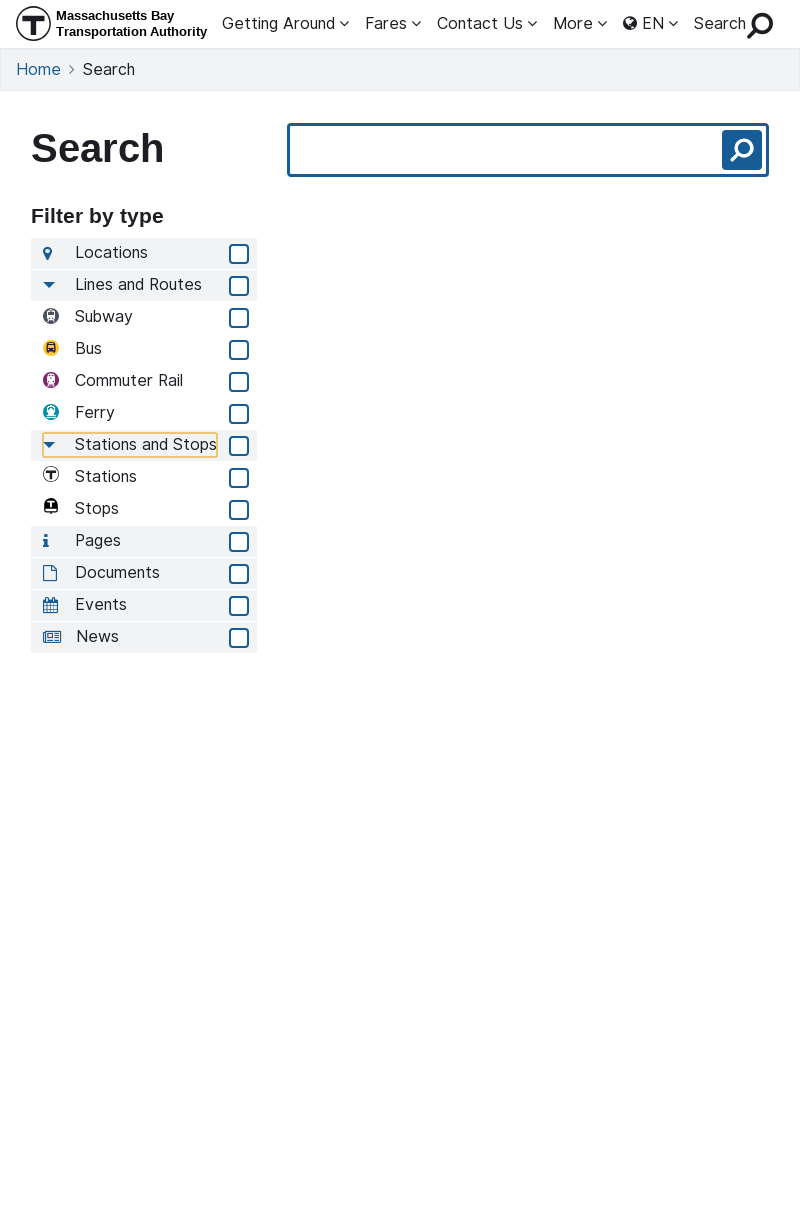 Massachusetts Bay
Transportation Authority
Getting Around
Fares
Contact Us
More
EN
Search
Home
Search
Search
Filter by type
Locations
Lines and Routes
Subway
Bus
Commuter Rail
Ferry
Stations and Stops
Stations
Stops
Pages
Documents
Events
News